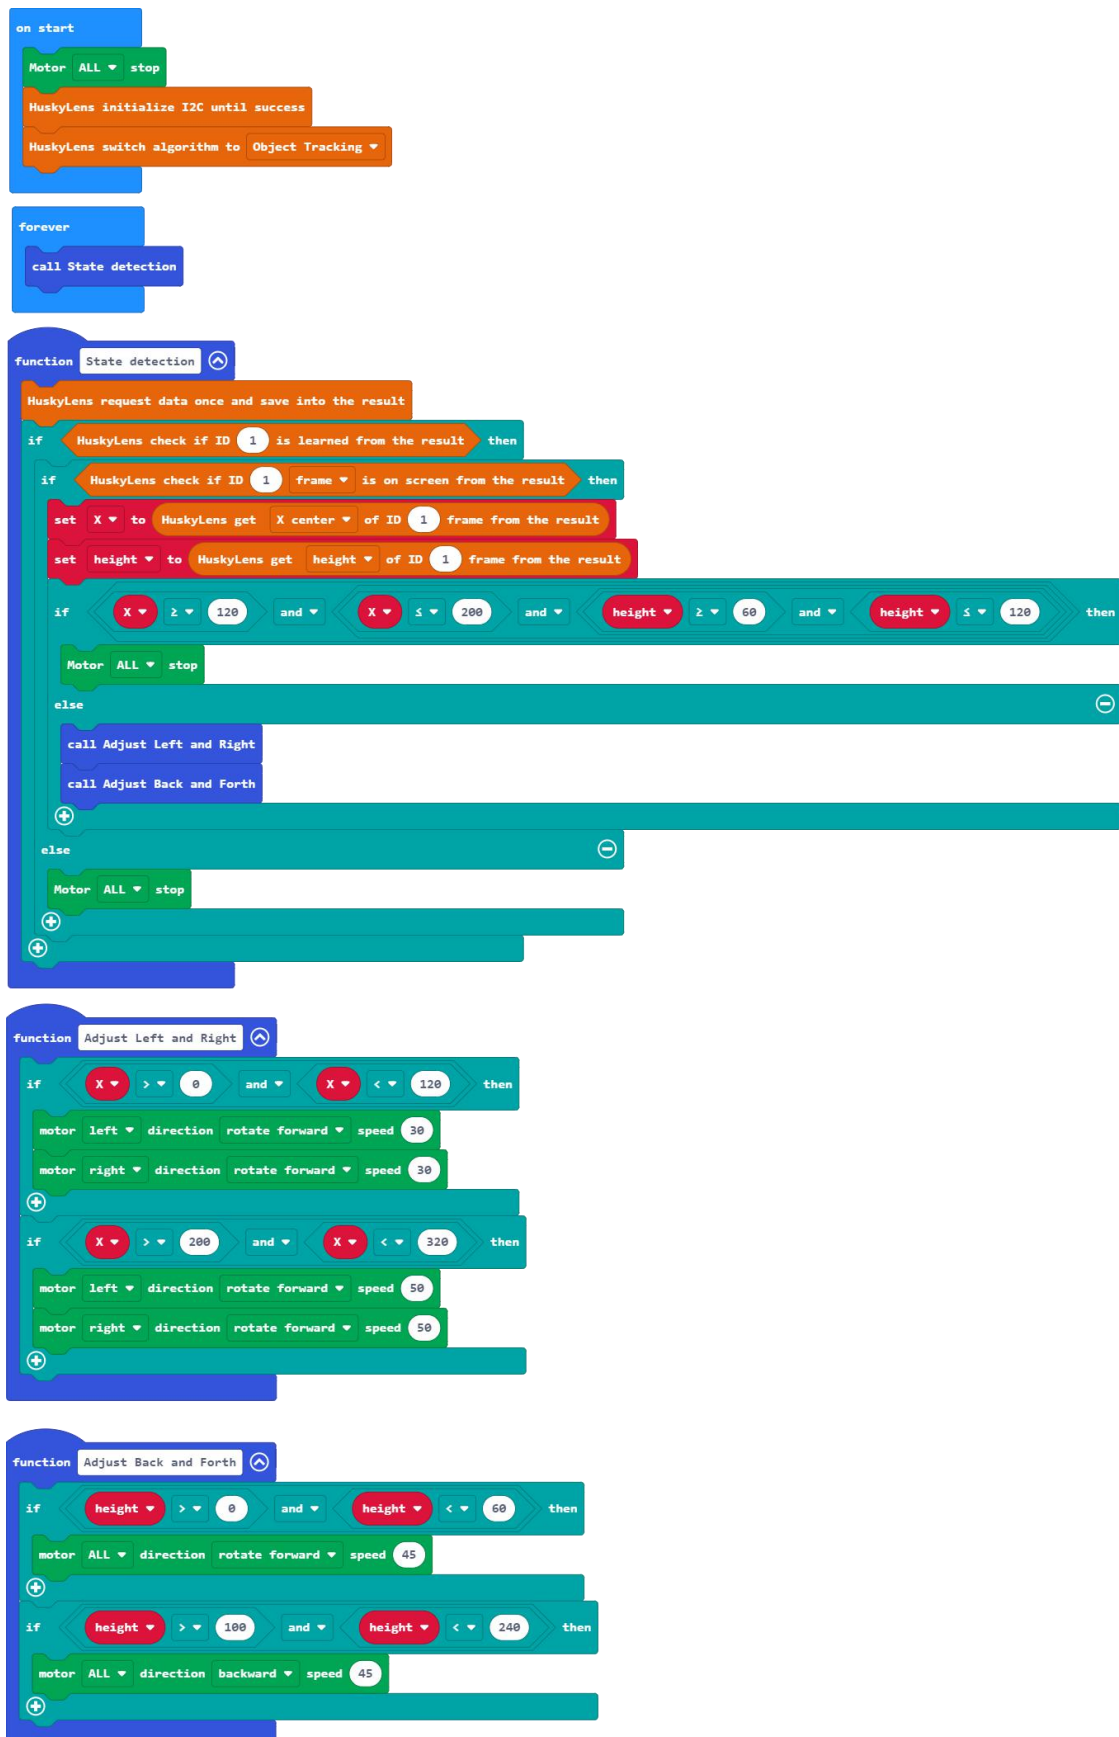 on start
Motor ALL stop
HuskyLens initialize I2C until success
HuskyLens switch algorithm to Object Tracking
forever
call State detection
function State detection
HuskyLens request data once and save into the result
if HuskyLens check if ID 1 is learned from the result then
if HuskyLens check if ID 1 frame is on screen from the result then
set X to HuskyLens get X center of ID 1 frame from the result
set height to HuskyLens get height of ID 1 frame from the result
if X ≥ 120 and X ≤ 200 and height ≥ 60 and height ≤ 120 then
Motor ALL stop
else
call Adjust Left and Right
call Adjust Back and Forth
else
Motor ALL stop
function Adjust Left and Right
if X > 0 and X < 120 then
motor left direction rotate forward speed 30
motor right direction rotate forward speed 30
if X > 200 and X < 320 then
motor left direction rotate forward speed 50
motor right direction rotate forward speed 50
function Adjust Back and Forth
if height > 0 and height < 60 then
motor ALL direction rotate forward speed 45
if height > 100 and height < 240 then
motor ALL direction backward speed 45